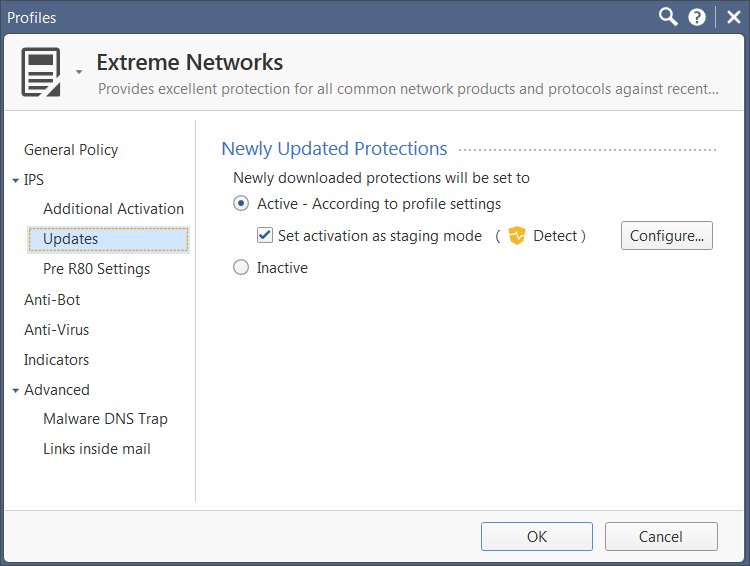 Profiles
Extreme Networks
Provides excellent protection for all common network products and protocols against recent...
General Policy
IPS
Additional Activation
Updates
Pre R80 Settings
Anti-Bot
Anti-Virus
Indicators
Advanced
Malware DNS Trap
Links inside mail
Newly Updated Protections
Newly downloaded protections will be set to
Active - According to profile settings
Set activation as staging mode ( Detect ) Configure...
Inactive
OK Cancel